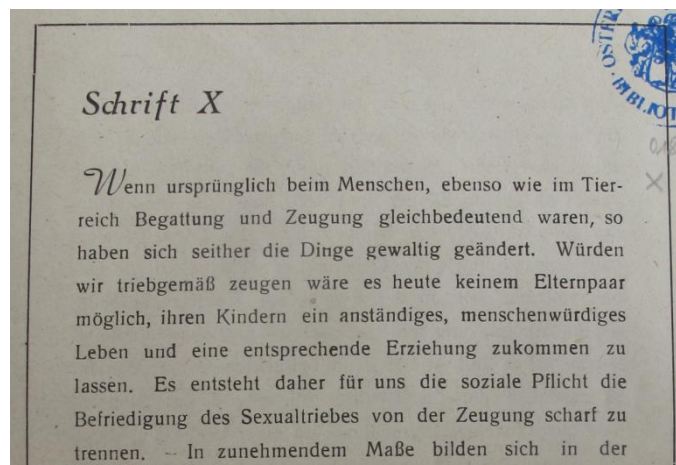 Schrift X
Wenn ursprünglich beim Menschen, ebenso wie im Tier-
reich Begattung und Zeugung gleichbedeutend waren, so
haben sich seither die Dinge gewaltig geändert. Würden
wir triebgemäß zeugen wäre es heute keinem Elternpaar
möglich, ihren Kindern ein anständiges, menschenwürdiges
Leben und eine entsprechende Erziehung zukommen zu
lassen. Es entsteht daher für uns die soziale Pflicht die
Befriedigung des Sexualtriebes von der Zeugung scharf zu
trennen. – In zunehmendem Maße bilden sich in der
X